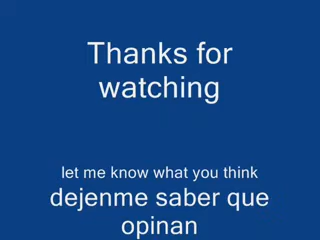 Thanks for
watching
let me know what you think
dejenme saber que
opinan